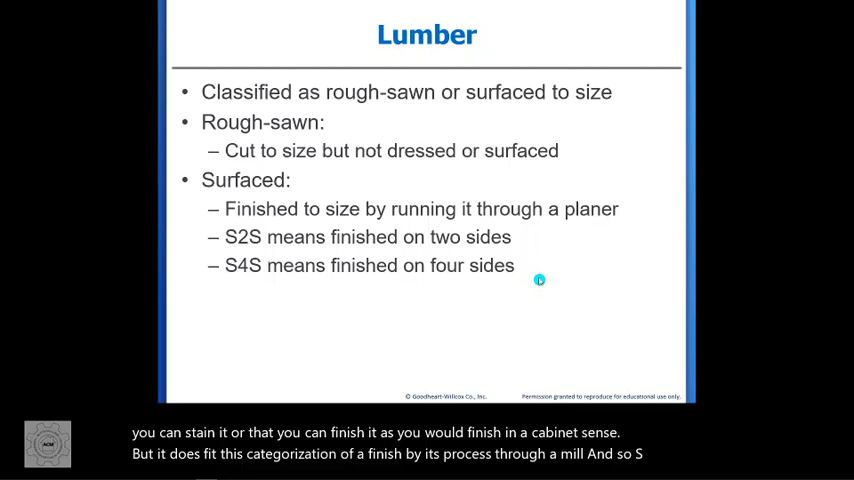 Lumber
• Classified as rough-sawn or surfaced to size
• Rough-sawn:
– Cut to size but not dressed or surfaced
• Surfaced:
– Finished to size by running it through a planer
– S2S means finished on two sides
– S4S means finished on four sides
© Goodheart-Willcox Co., Inc. Permission granted to reproduce for educational use only.
ACM
you can stain it or that you can finish it as you would finish in a cabinet sense.
But it does fit this categorization of a finish by its process through a mill And so S